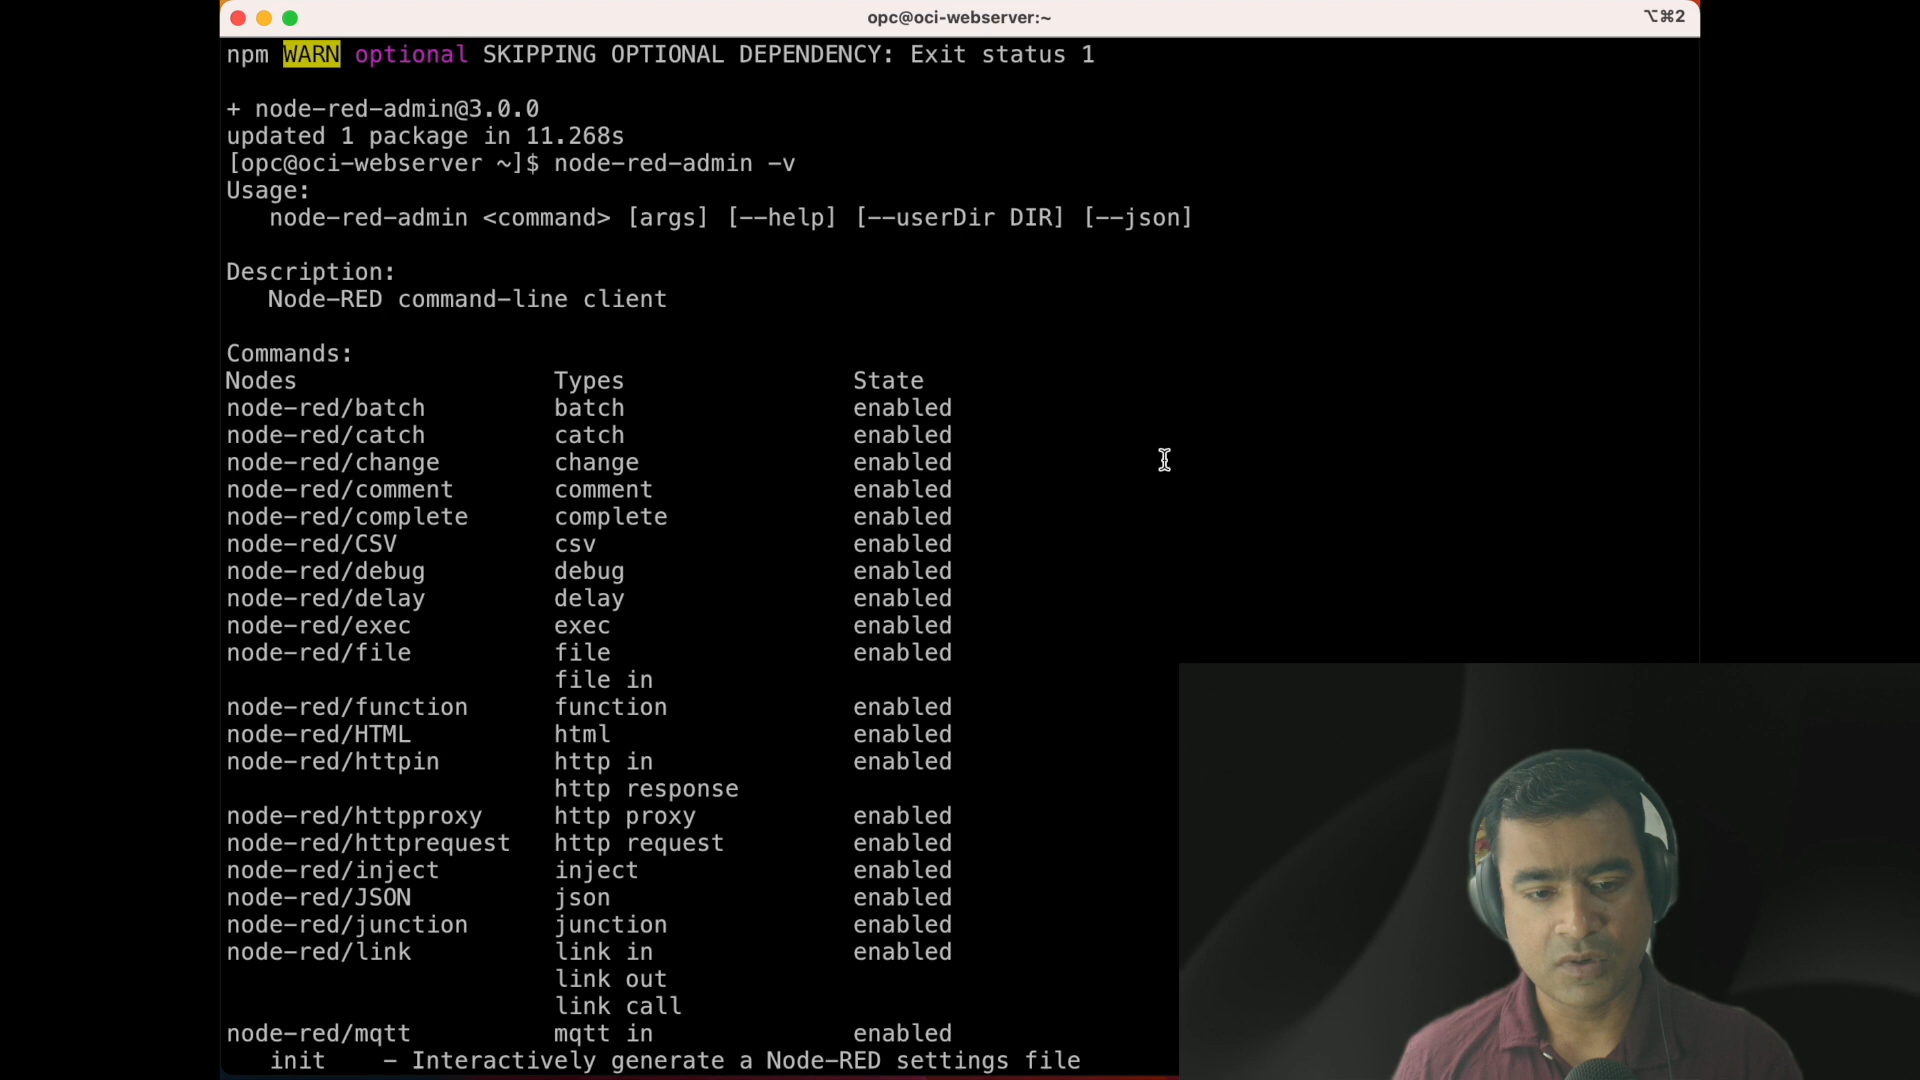 opc@oci-webserver:~
⌥⌘2
npm WARN optional SKIPPING OPTIONAL DEPENDENCY: Exit status 1
+ node-red-admin@3.0.0
updated 1 package in 11.268s
[opc@oci-webserver ~]$ node-red-admin -v
Usage:
node-red-admin <command> [args] [--help] [--userDir DIR] [--json]
Description:
Node-RED command-line client
Commands:
Nodes Types State
node-red/batch batch enabled
node-red/catch catch enabled
node-red/change change enabled
node-red/comment comment enabled
node-red/complete complete enabled
node-red/CSV csv enabled
node-red/debug debug enabled
node-red/delay delay enabled
node-red/exec exec enabled
node-red/file file enabled
file in
node-red/function function enabled
node-red/HTML html enabled
node-red/httpin http in enabled
http response
node-red/httpproxy http proxy enabled
node-red/httprequest http request enabled
node-red/inject inject enabled
node-red/JSON json enabled
node-red/junction junction enabled
node-red/link link in enabled
link out
link call
node-red/mqtt mqtt in enabled
init - Interactively generate a Node-RED settings file